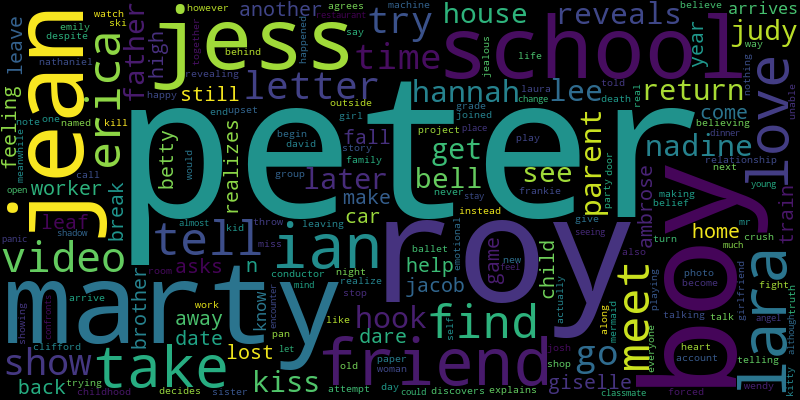 peter
roy
boy
school
jean
jess
marty
friend
lara
love
ian
tell
take
find
video
show
erica
father
high
letter
time
try
house
reveals
judy
hannah
lee
return
nadine
year
come
parent
see
get
bell
betty
realizes
fall
later
make
car
help
jacob
hook
dare
kiss
go
giselle
meet
child
game
ambrose
home
train
another
arrives
still
feeling
leave
worker
leaf
break
brother
asks
n
away
date
lost
know
back
however
agrees
machine
restaurant
together
say
behind
happened
revealing
happy
jealous
life
believe
way
nothing
unable
watch
ski
emily
despite
nathaniel
note
one
meanwhile
named
kill
open
call
panic
shadow
showing
confronts
arrive
clifford
trying
childhood
decides
sister
work
room
almost
would
end
upset
outside
girl
begin
david
story
group
family
throw
leaving
kid
miss
conductor
mind
night
realize
encounter
stop
pan
let
like
old
paper
woman
attempt
day
could
discovers
explains
self
shop
josh
actually
new
feel
ballet
emotional
never
stay
instead
frankie
play
place
project
grade
joined
laura
change
told
death
real
believing
party
door
dinner
relationship
next
making
belief
young
mr
crush
turn
much
also
give
seeing
playing
photo
become
girlfriend
fight
truth
although
talking
talk
angel
along
mermaid
everyone
heart
account
telling
wendy
kitty
forced
classmate